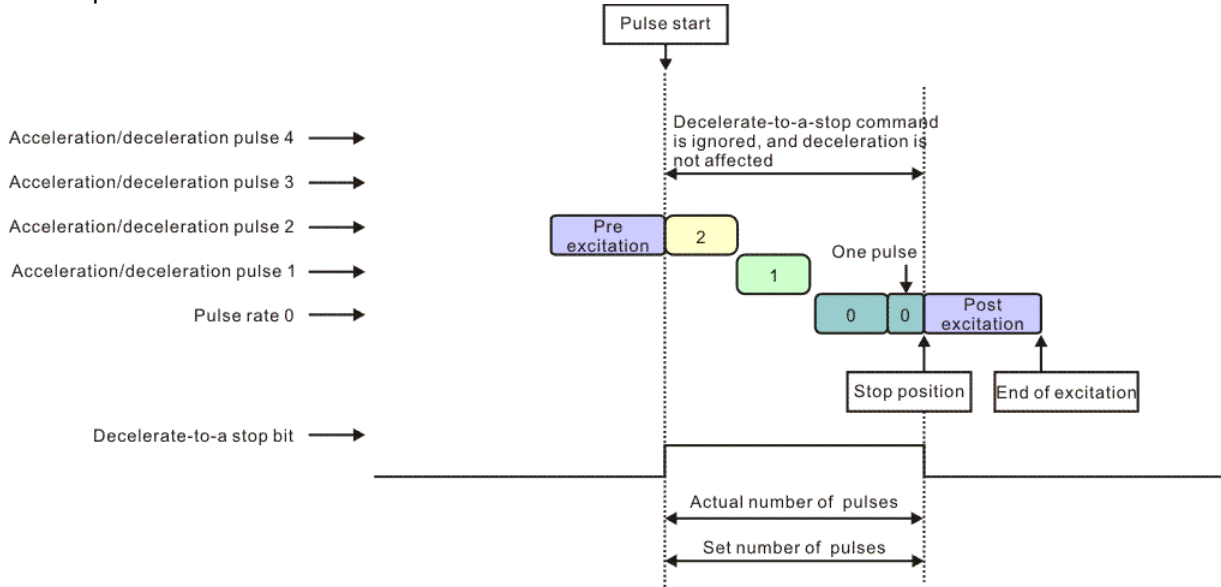 Pulse start
Acceleration/deceleration pulse 4
Decelerate-to-a-stop command
is ignored, and deceleration is
not affected
Acceleration/deceleration pulse 3
Acceleration/deceleration pulse 2
Pre
excitation
2
Acceleration/deceleration pulse 1
1
One pulse
Pulse rate 0
0
0
Post
excitation
Stop position
End of excitation
Decelerate-to-a stop bit
Actual number of pulses
Set number of pulses